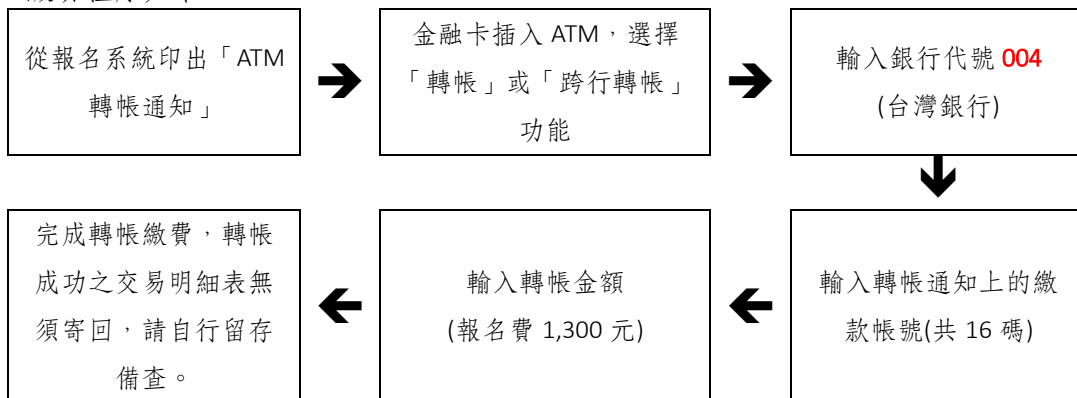 從報名系統印出「ATM
轉帳通知」
金融卡插入 ATM，選擇
「轉帳」或「跨行轉帳」
功能
輸入銀行代號 004
(台灣銀行)
輸入轉帳通知上的繳
款帳號(共 16 碼)
輸入轉帳金額
(報名費 1,300 元)
完成轉帳繳費，轉帳
成功之交易明細表無
須寄回，請自行留存
備查。